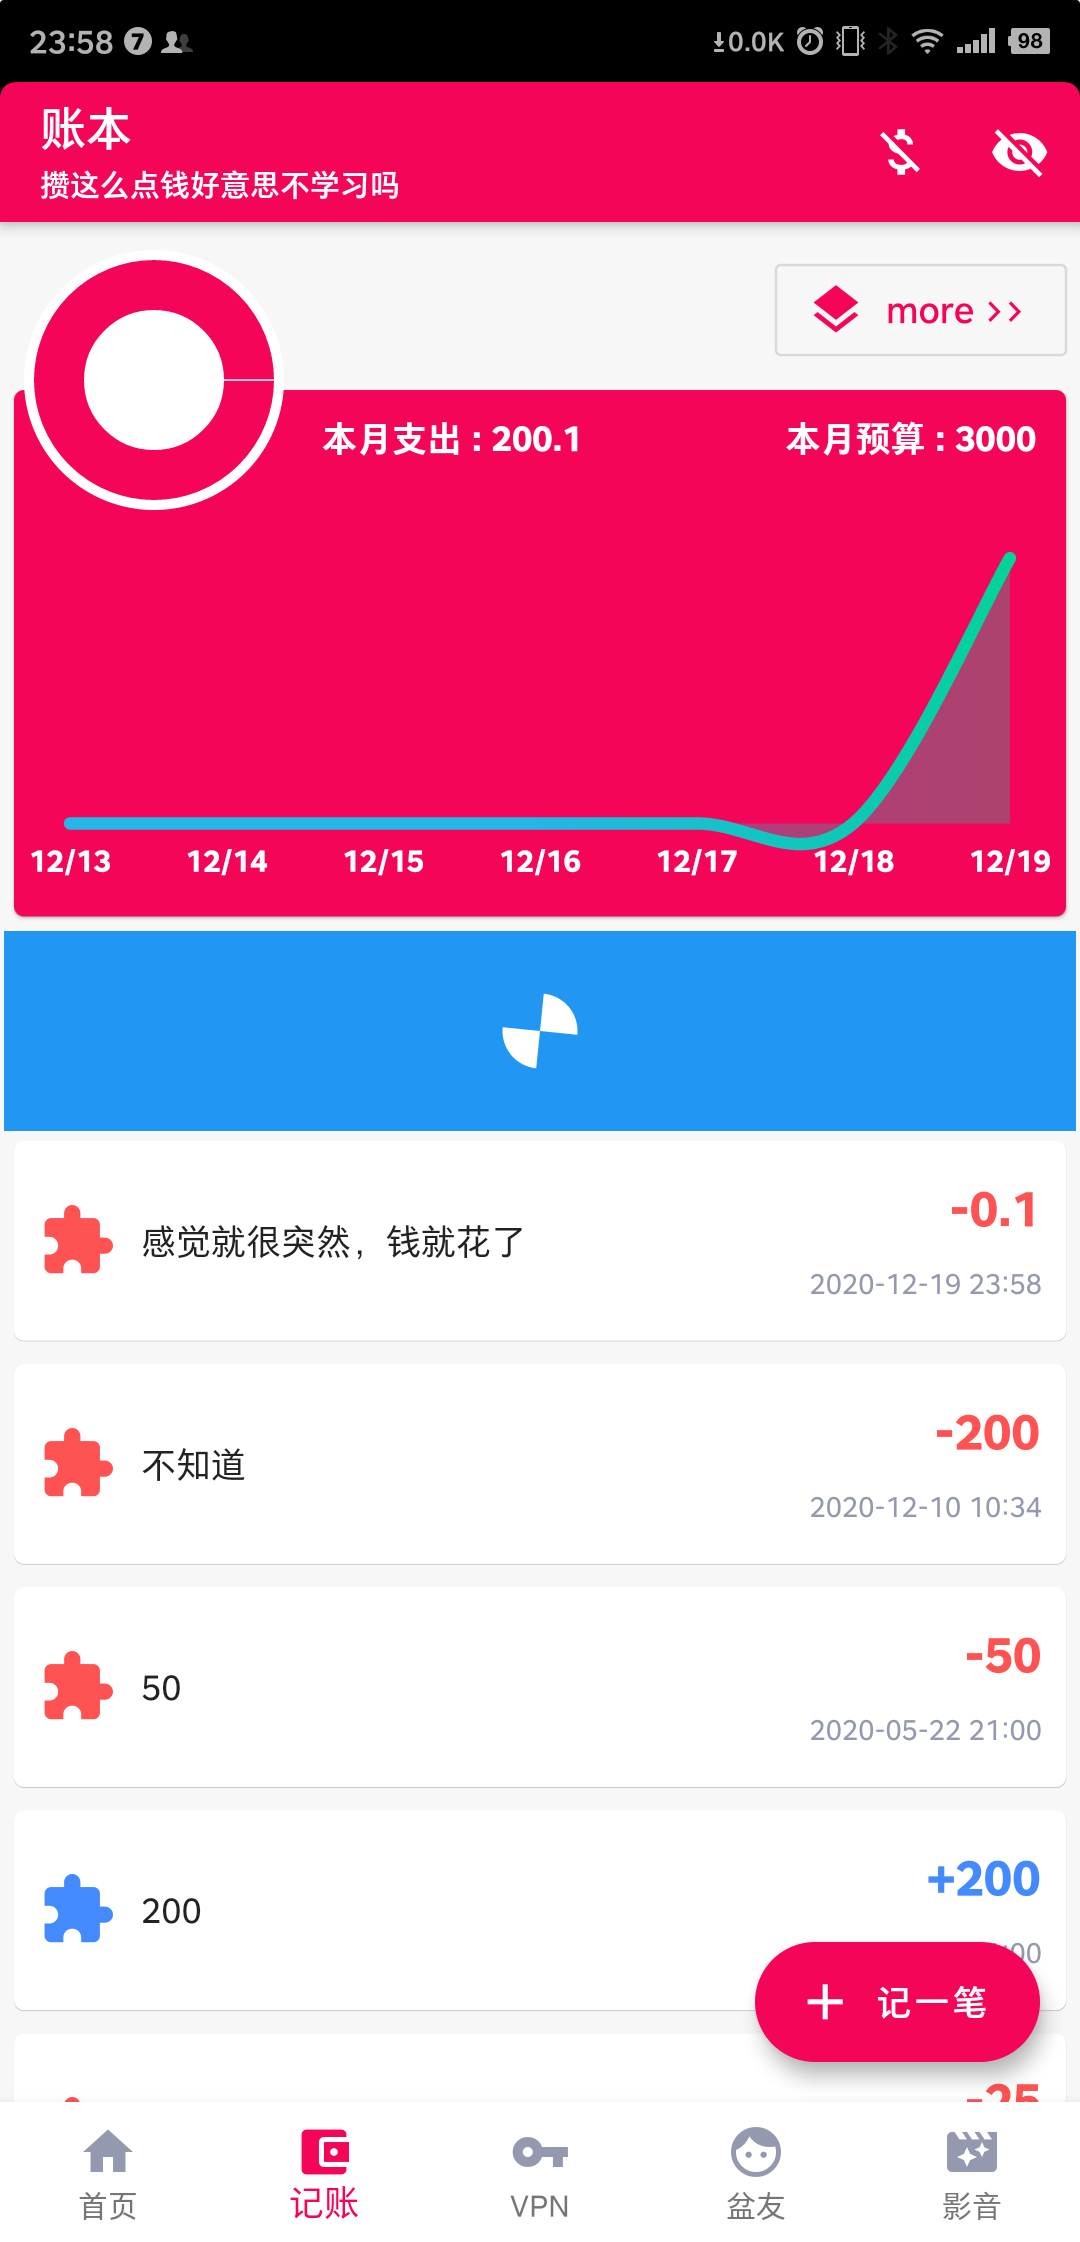 23:58 7 0.0K 98
账本
攒这么点钱好意思不学习吗
more >>
本月支出 : 200.1 本月预算 : 3000
12/13 12/14 12/15 12/16 12/17 12/18 12/19
感觉就很突然，钱就花了
-0.1
2020-12-19 23:58
不知道
-200
2020-12-10 10:34
50
-50
2020-05-22 21:00
200
+200
:00
记一笔
-25
首页 记账 VPN 盆友 影音